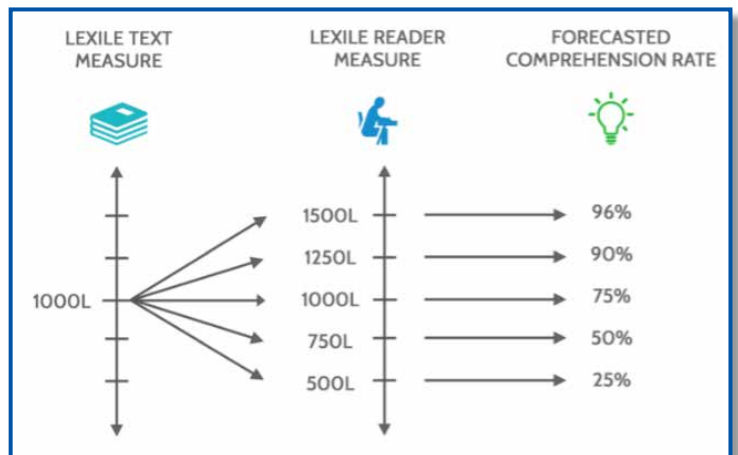 LEXILE TEXT MEASURE
LEXILE READER MEASURE
FORECASTED COMPREHENSION RATE
1500L 96%
1250L 90%
1000L 1000L 75%
750L 50%
500L 25%